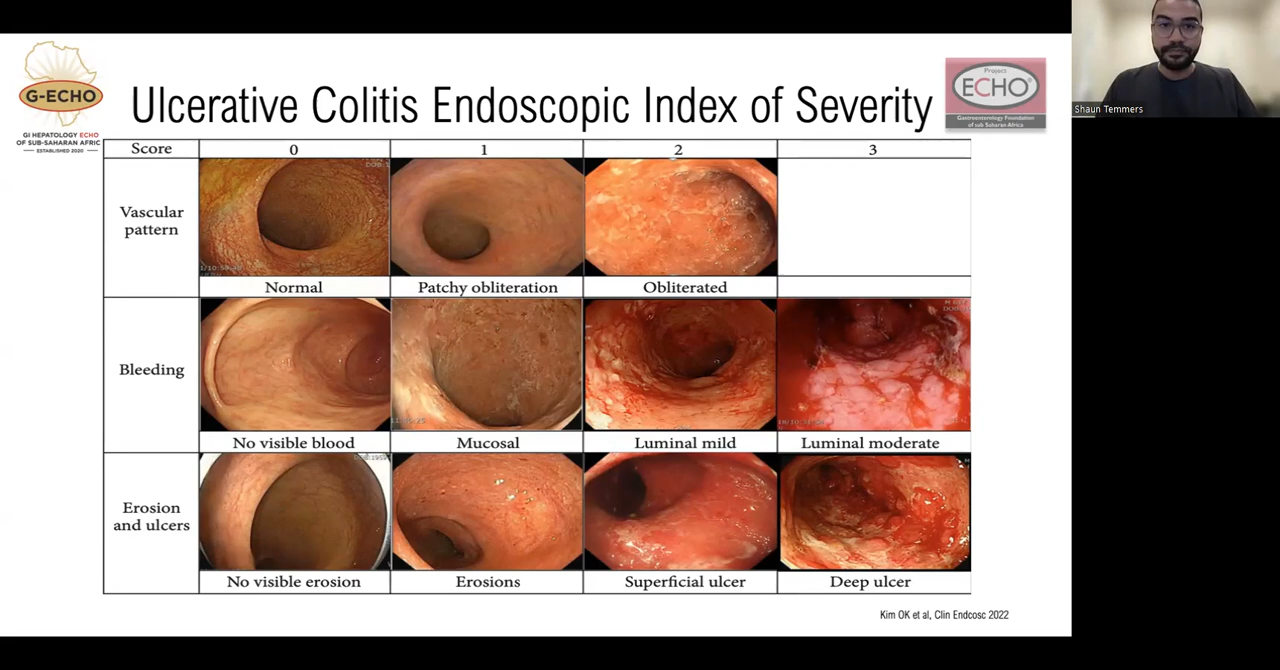 G-ECHO
GI HEPATOLOGY ECHO
OF SUB-SAHARAN AFRIC
ESTABLISHED 2020
Ulcerative Colitis Endoscopic Index of Severity
Project
ECHO®
Gastroenterology Foundation
of sub Saharan Africa
Shaun Temmers
Score 0 1 2 3
Vascular
pattern
Normal Patchy obliteration Obliterated
Bleeding
No visible blood Mucosal Luminal mild Luminal moderate
Erosion
and ulcers
No visible erosion Erosions Superficial ulcer Deep ulcer
Kim OK et al, Clin Endcosc 2022